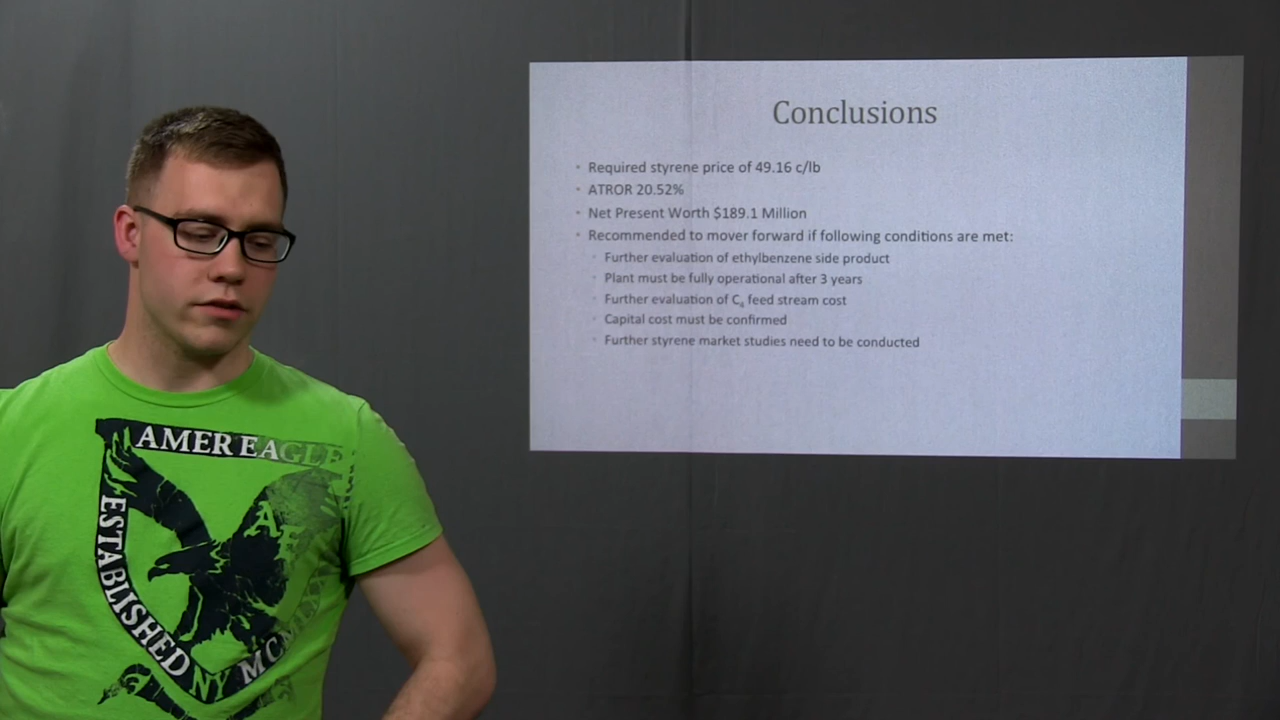 Conclusions
• Required styrene price of 49.16 c/lb
• ATROR 20.52%
• Net Present Worth $189.1 Million
• Recommended to mover forward if following conditions are met:
• Further evaluation of ethylbenzene side product
• Plant must be fully operational after 3 years
• Further evaluation of C₄ feed stream cost
• Capital cost must be confirmed
• Further styrene market studies need to be conducted
AMER EAGLE
AE
ESTABLISHED NY